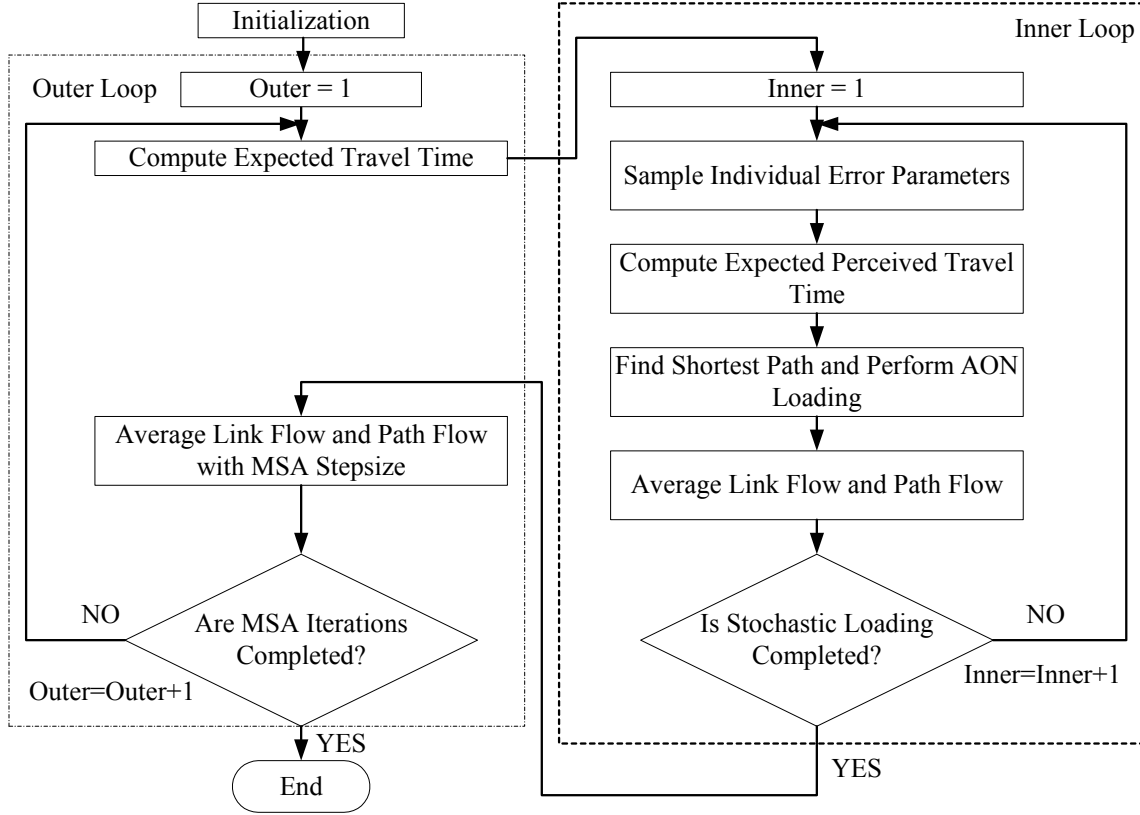 Initialization
Outer Loop
Outer = 1
Compute Expected Travel Time
Average Link Flow and Path Flow
with MSA Stepsize
NO
Are MSA Iterations
Completed?
Outer=Outer+1
YES
End
Inner Loop
Inner = 1
Sample Individual Error Parameters
Compute Expected Perceived Travel
Time
Find Shortest Path and Perform AON
Loading
Average Link Flow and Path Flow
Is Stochastic Loading
Completed?
NO
Inner=Inner+1
YES